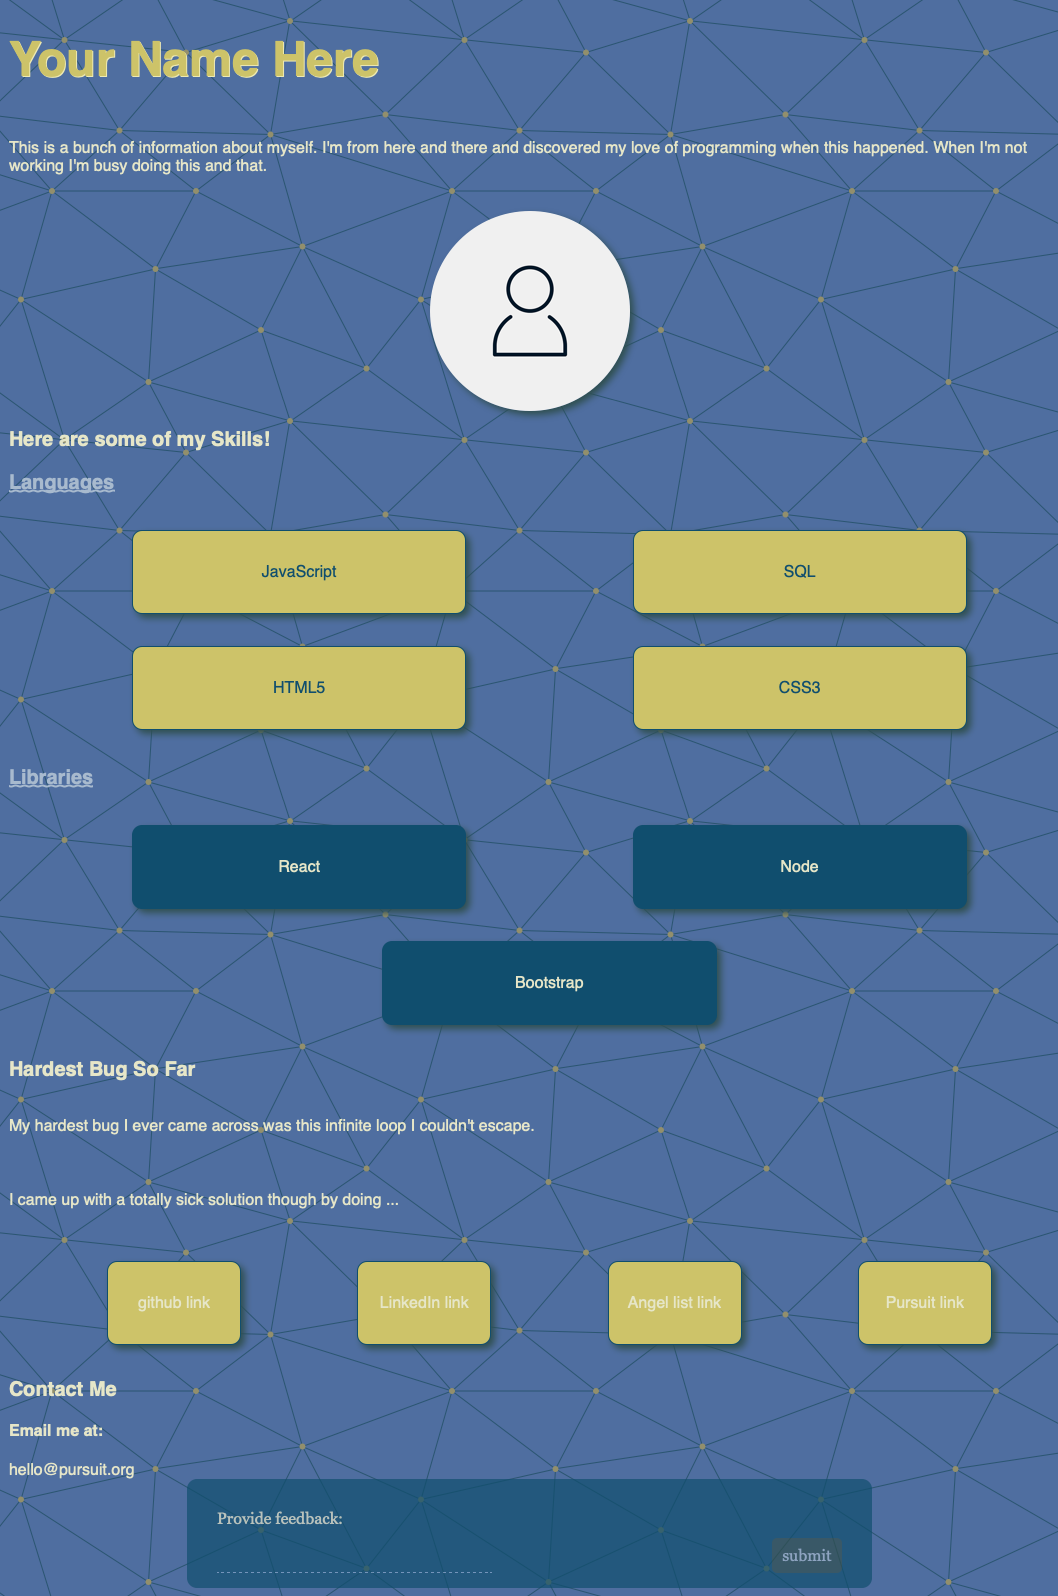 Your Name Here
This is a bunch of information about myself. I'm from here and there and discovered my love of programming when this happened. When I'm not
working I'm busy doing this and that.
Here are some of my Skills!
Languages
JavaScript
SQL
HTML5
CSS3
Libraries
React
Node
Bootstrap
Hardest Bug So Far
My hardest bug I ever came across was this infinite loop I couldn't escape.
I came up with a totally sick solution though by doing ...
github link
LinkedIn link
Angel list link
Pursuit link
Contact Me
Email me at:
hello@pursuit.org
Provide feedback:
submit